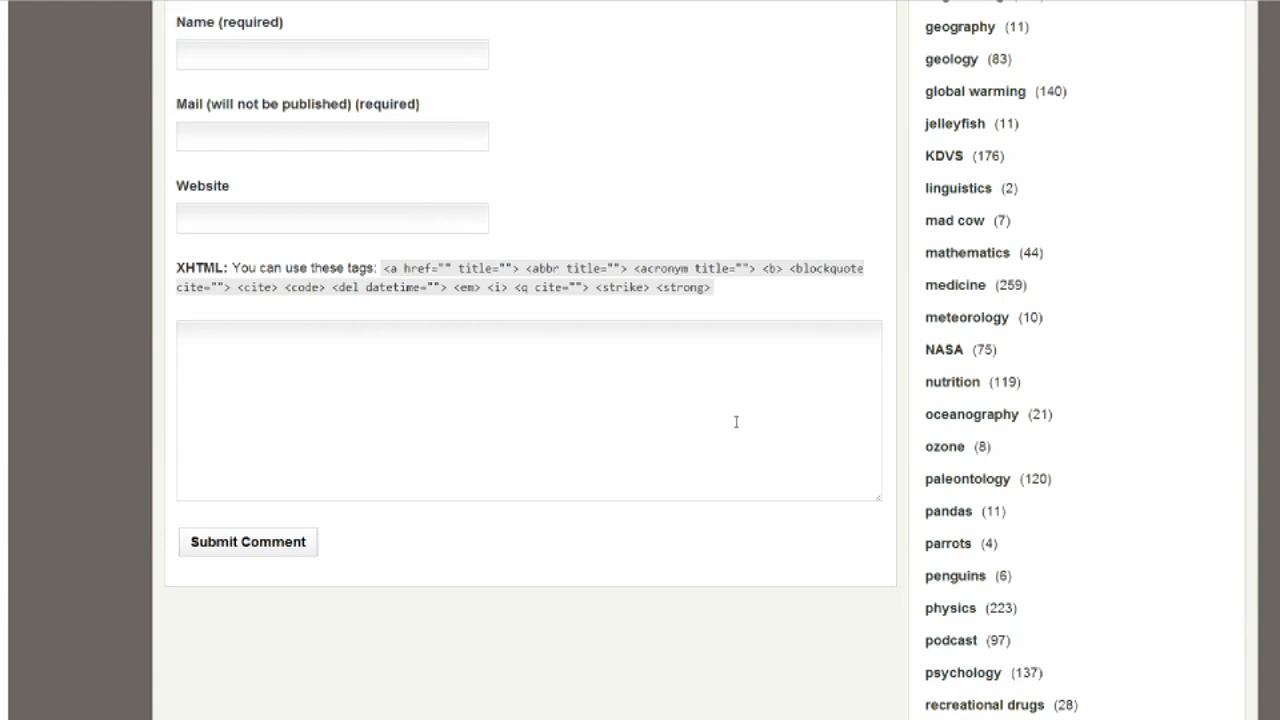 Name (required)
Mail (will not be published) (required)
Website
XHTML: You can use these tags: <a href="" title=""> <abbr title=""> <acronym title=""> <b> <blockquote
cite=""> <cite> <code> <del datetime=""> <em> <i> <q cite=""> <strike> <strong>
Submit Comment
geography (11)
geology (83)
global warming (140)
jelleyfish (11)
KDVS (176)
linguistics (2)
mad cow (7)
mathematics (44)
medicine (259)
meteorology (10)
NASA (75)
nutrition (119)
oceanography (21)
ozone (8)
paleontology (120)
pandas (11)
parrots (4)
penguins (6)
physics (223)
podcast (97)
psychology (137)
recreational drugs (28)